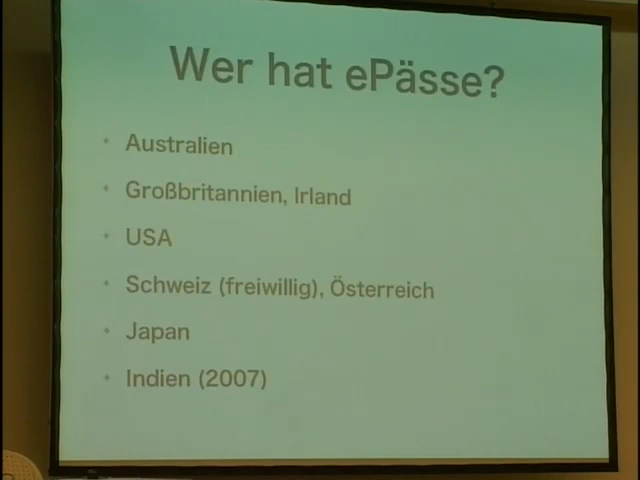 Wer hat ePässe?
Australien
Großbritannien, Irland
USA
Schweiz (freiwillig), Österreich
Japan
Indien (2007)